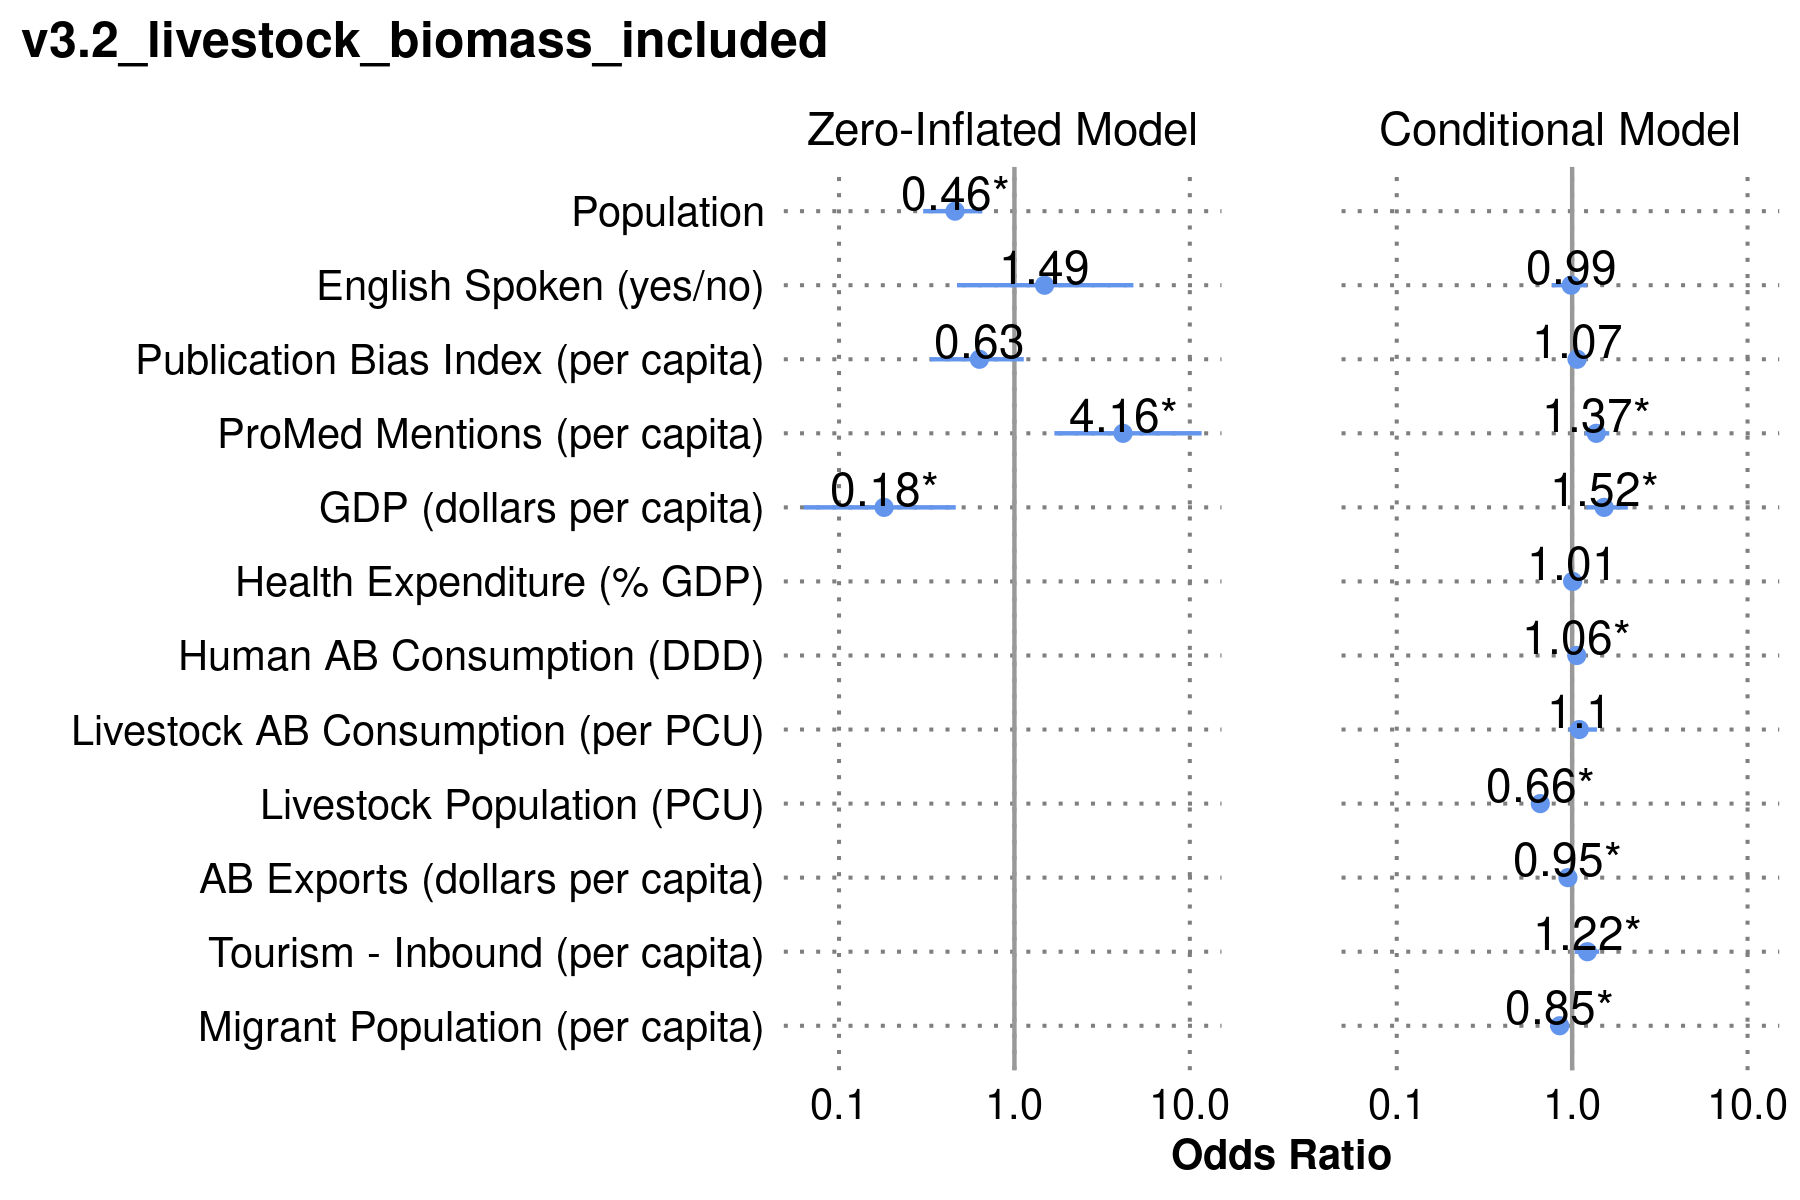 v3.2_livestock_biomass_included
Zero-Inflated Model Conditional Model
Population 0.46*
English Spoken (yes/no) 1.49 0.99
Publication Bias Index (per capita) 0.63 1.07
ProMed Mentions (per capita) 4.16* 1.37*
GDP (dollars per capita) 0.18* 1.52*
Health Expenditure (% GDP) 1.01
Human AB Consumption (DDD) 1.06*
Livestock AB Consumption (per PCU) 1.1
Livestock Population (PCU) 0.66*
AB Exports (dollars per capita) 0.95*
Tourism - Inbound (per capita) 1.22*
Migrant Population (per capita) 0.85*
0.1 1.0 10.0 0.1 1.0 10.0
Odds Ratio